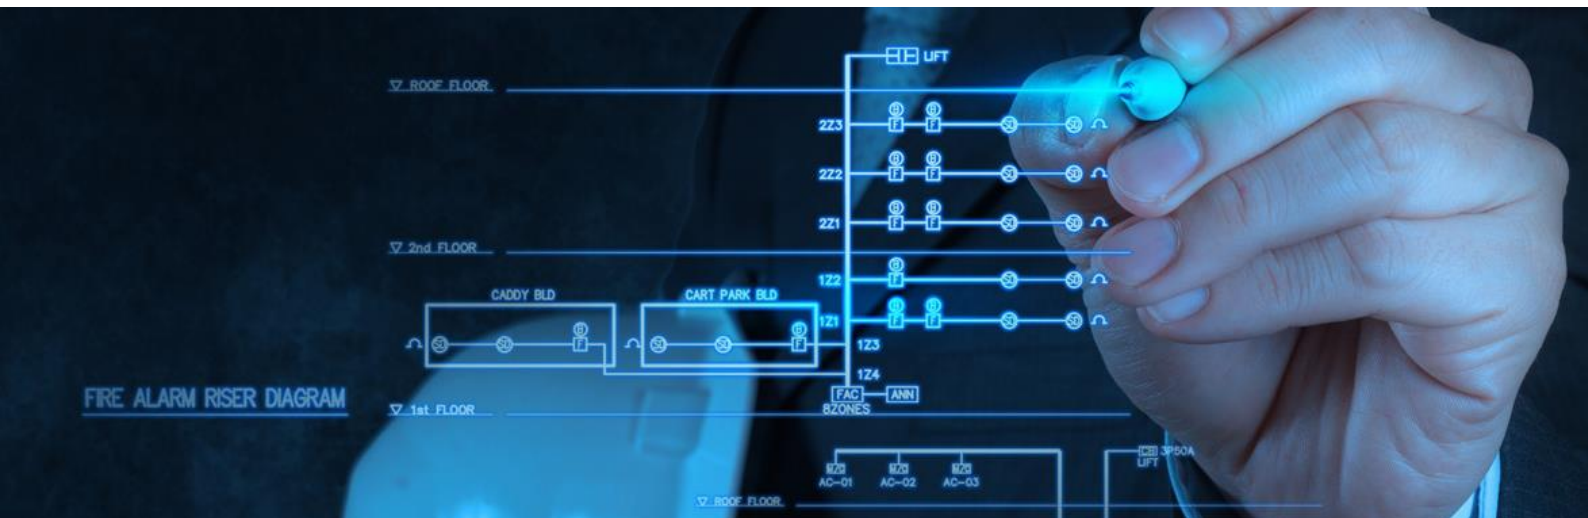 LIFT
▽ ROOF FLOOR
2Z3
2Z2
2Z1
▽ 2nd FLOOR
1Z2
CADDY BLD
CART PARK BLD
1Z1
1Z3
1Z4
FIRE ALARM RISER DIAGRAM
FAC
ANN
8ZONES
▽ 1st FLOOR
3P50A
LIFT
AC-01
AC-02
AC-03
▽ ROOF FLOOR